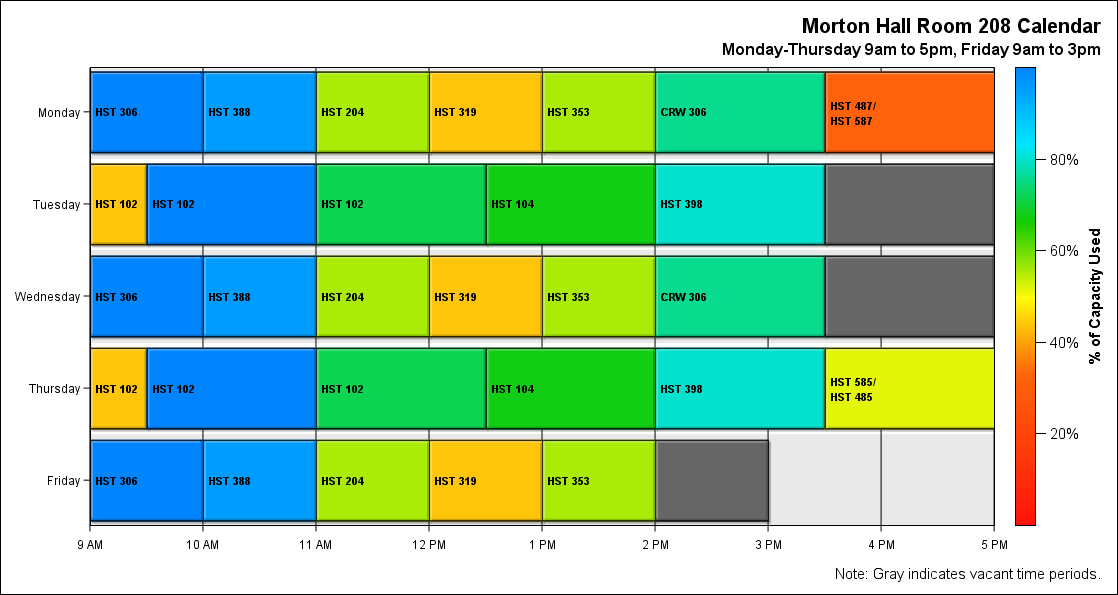 Morton Hall Room 208 Calendar
Monday-Thursday 9am to 5pm, Friday 9am to 3pm
Monday
HST 306
HST 388
HST 204
HST 319
HST 353
CRW 306
HST 487/
HST 587
Tuesday
HST 102
HST 102
HST 102
HST 104
HST 398
Wednesday
HST 306
HST 388
HST 204
HST 319
HST 353
CRW 306
Thursday
HST 102
HST 102
HST 102
HST 104
HST 398
HST 585/
HST 485
Friday
HST 306
HST 388
HST 204
HST 319
HST 353
9 AM
10 AM
11 AM
12 PM
1 PM
2 PM
3 PM
4 PM
5 PM
80%
60%
40%
20%
% of Capacity Used
Note: Gray indicates vacant time periods.